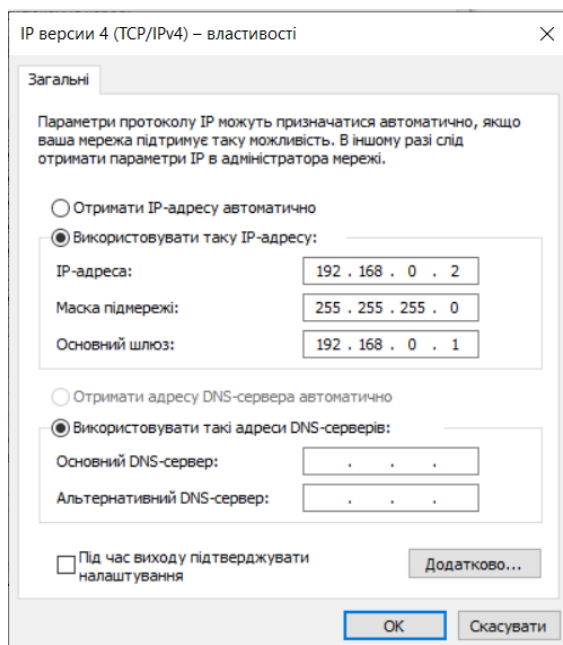 IP версии 4 (TCP/IPv4) – властивості
Загальні
Параметри протоколу IP можуть призначатися автоматично, якщо
ваша мережа підтримує таку можливість. В іншому разі слід
отримати параметри IP в адміністратора мережі.
Отримати IP-адресу автоматично
Використовувати таку IP-адресу:
IP-адреса: 192 . 168 . 0 . 2
Маска підмережі: 255 . 255 . 255 . 0
Основний шлюз: 192 . 168 . 0 . 1
Отримати адресу DNS-сервера автоматично
Використовувати такі адреси DNS-серверів:
Основний DNS-сервер: . . .
Альтернативний DNS-сервер: . . .
Під час виходу підтверджувати
налаштування
Додатково...
ОК Скасувати